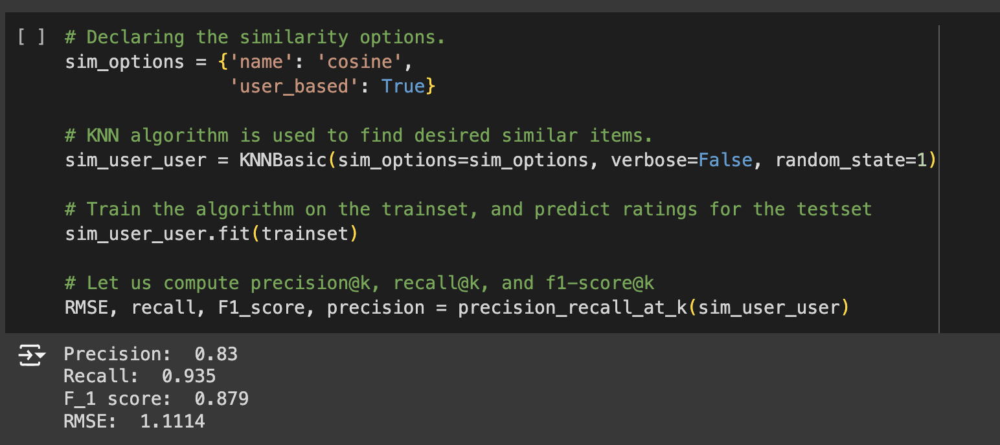 [ ] # Declaring the similarity options.
sim_options = {'name': 'cosine',
'user_based': True}
# KNN algorithm is used to find desired similar items.
sim_user_user = KNNBasic(sim_options=sim_options, verbose=False, random_state=1)
# Train the algorithm on the trainset, and predict ratings for the testset
sim_user_user.fit(trainset)
# Let us compute precision@k, recall@k, and f1-score@k
RMSE, recall, F1_score, precision = precision_recall_at_k(sim_user_user)
Precision:  0.83
Recall:  0.935
F_1 score:  0.879
RMSE:  1.1114